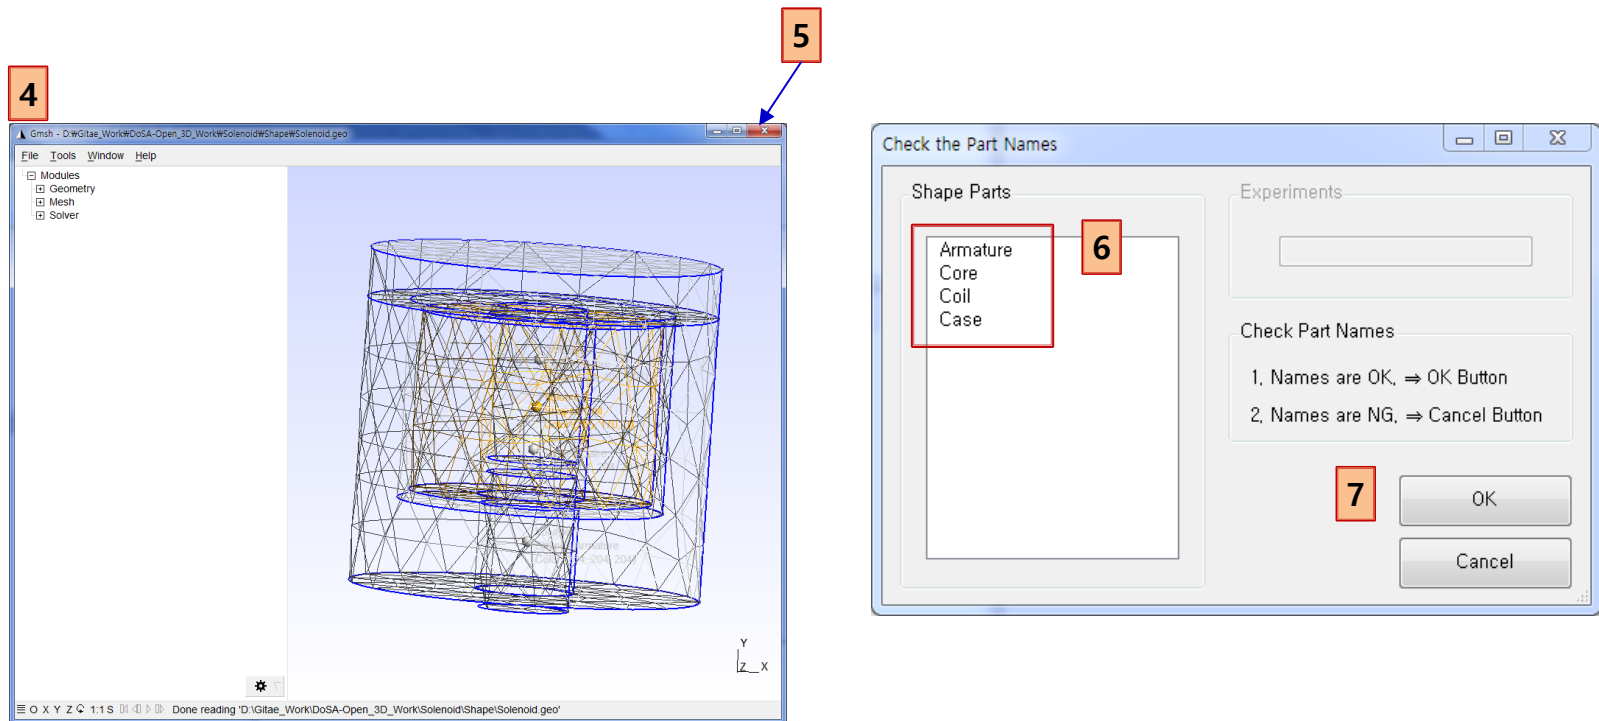 5
4
Gmsh - D:₩Gitae_Work₩DoSA-Open_3D_Work₩Solenoid₩Shape₩Solenoid.geo
File Tools Window Help
Modules
Geometry
Mesh
Solver
Armature
Y
Z X
O X Y Z 1:1 S Done reading 'D:\Gitae_Work\DoSA-Open_3D_Work\Solenoid\Shape\Solenoid.geo'
Check the Part Names
Shape Parts
Armature
Core
Coil
Case
6
Experiments
Check Part Names
1, Names are OK, ⇒ OK Button
2, Names are NG, ⇒ Cancel Button
7
OK
Cancel